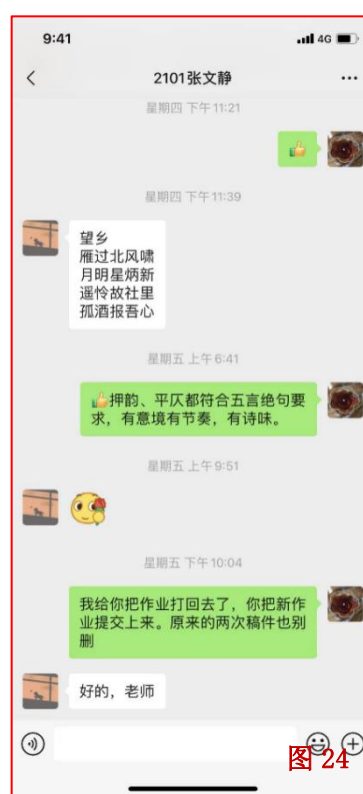 9:41
4G
2101张文静
星期四 下午11:21
星期四 下午11:39
望乡
雁过北风啸
月明星炳新
遥怜故社里
孤酒报吾心
星期五 上午6:41
👍押韵、平仄都符合五言绝句要
求，有意境有节奏，有诗味。
星期五 上午9:51
星期五 下午10:04
我给你把作业打回去了，你把新作
业提交上来。原来的两次稿件也别
删
好的，老师
图 24